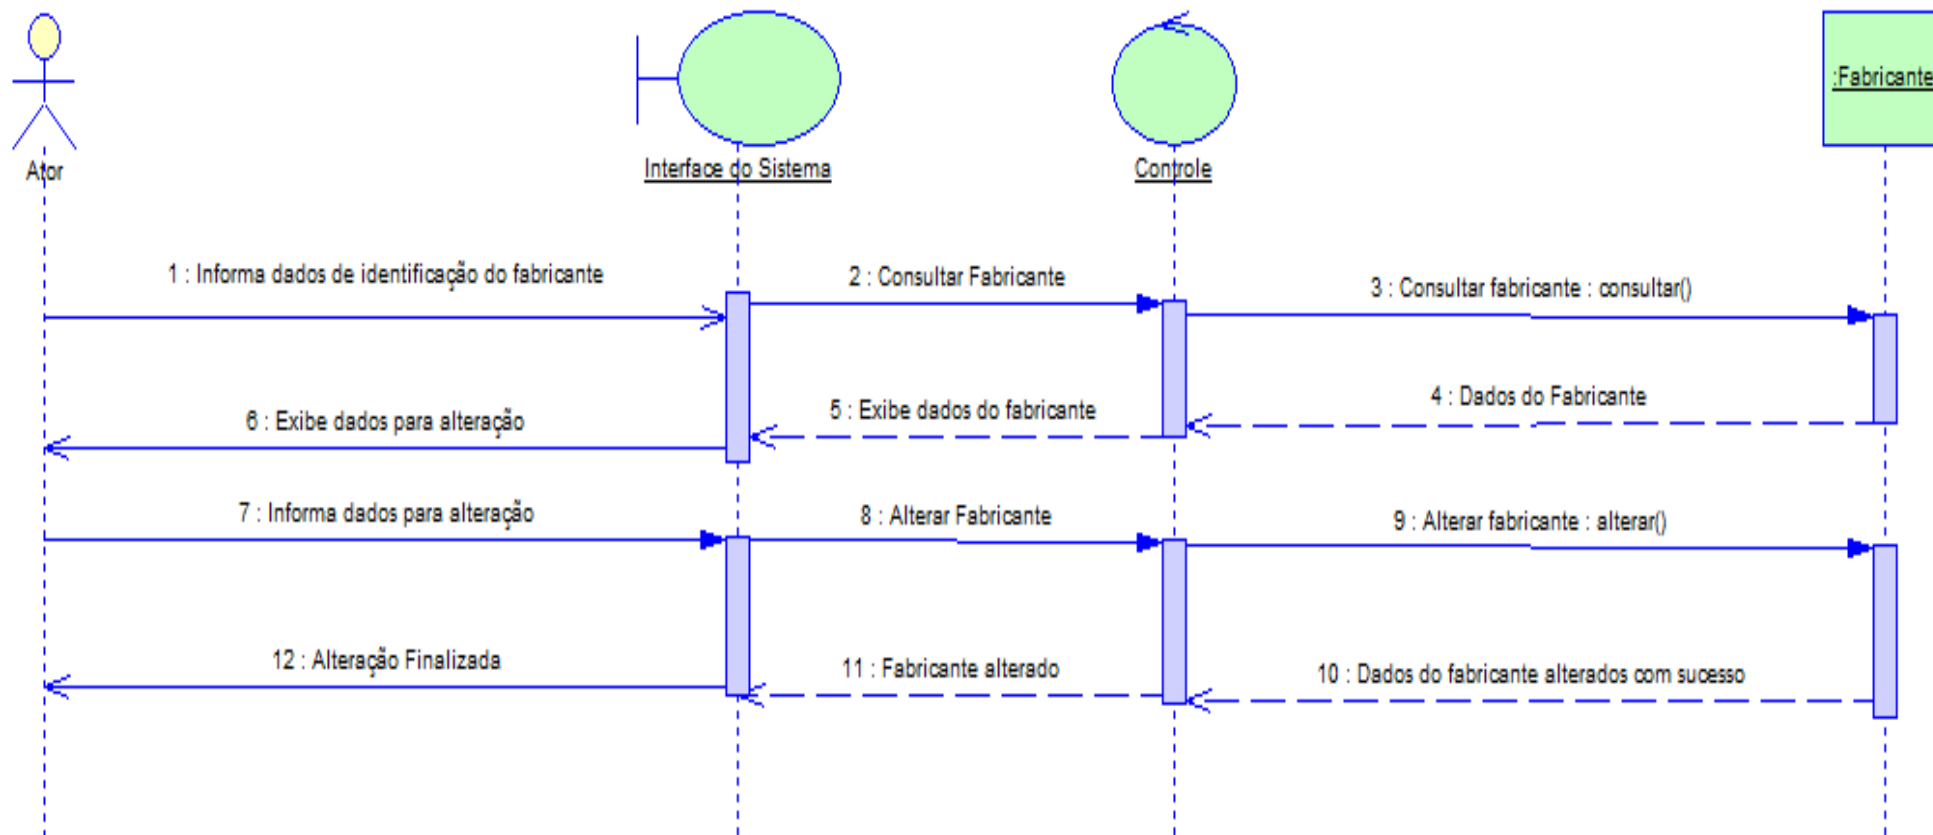 :Fabricante
Ator
Interface do Sistema
Controle
1 : Informa dados de identificação do fabricante
2 : Consultar Fabricante
3 : Consultar fabricante : consultar()
4 : Dados do Fabricante
5 : Exibe dados do fabricante
6 : Exibe dados para alteração
7 : Informa dados para alteração
8 : Alterar Fabricante
9 : Alterar fabricante : alterar()
10 : Dados do fabricante alterados com sucesso
11 : Fabricante alterado
12 : Alteração Finalizada